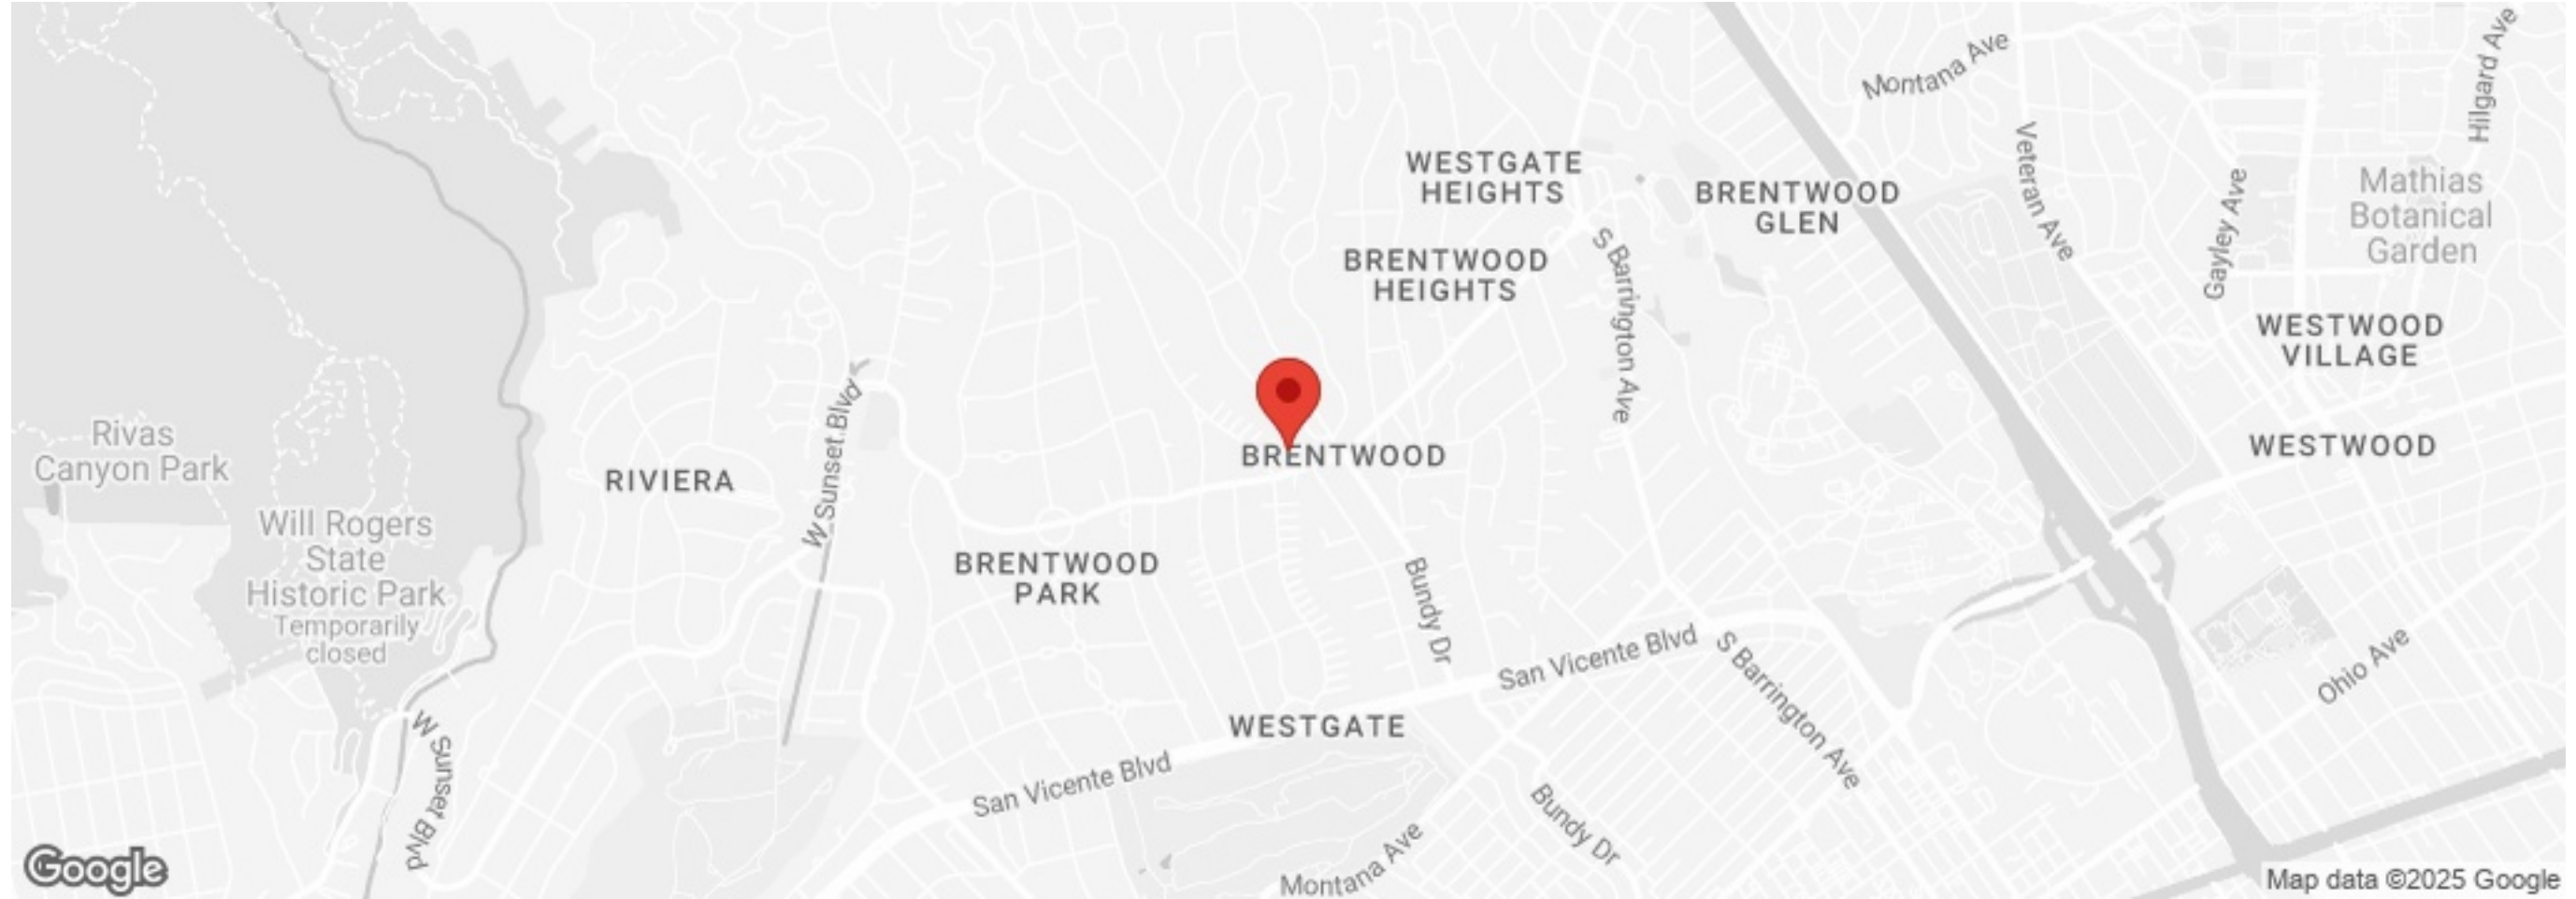 Montana Ave
Hilgard Ave
Veteran Ave
WESTGATE
HEIGHTS
BRENTWOOD
GLEN
Gayley Ave
Mathias
Botanical
Garden
S Barrington Ave
BRENTWOOD
HEIGHTS
WESTWOOD
VILLAGE
W Sunset Blvd
Rivas
Canyon Park
RIVIERA
BRENTWOOD
WESTWOOD
Will Rogers
State
Historic Park
Temporarily
closed
BRENTWOOD
PARK
Bundy Dr
San Vicente Blvd
S Barrington Ave
Ohio Ave
W Sunset Blvd
WESTGATE
San Vicente Blvd
Bundy Dr
Montana Ave
Google
Map data ©2025 Google